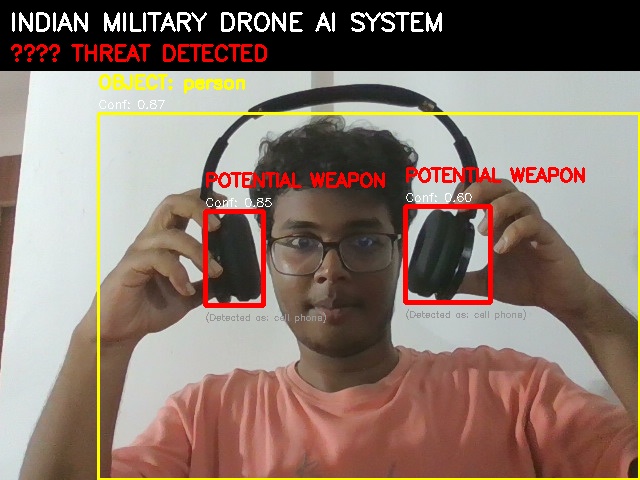 INDIAN MILITARY DRONE AI SYSTEM
???? THREAT DETECTED
OBJECT: person
Conf: 0.87
POTENTIAL WEAPON
Conf: 0.85
(Detected as: cell phone)
POTENTIAL WEAPON
Conf: 0.60
(Detected as: cell phone)